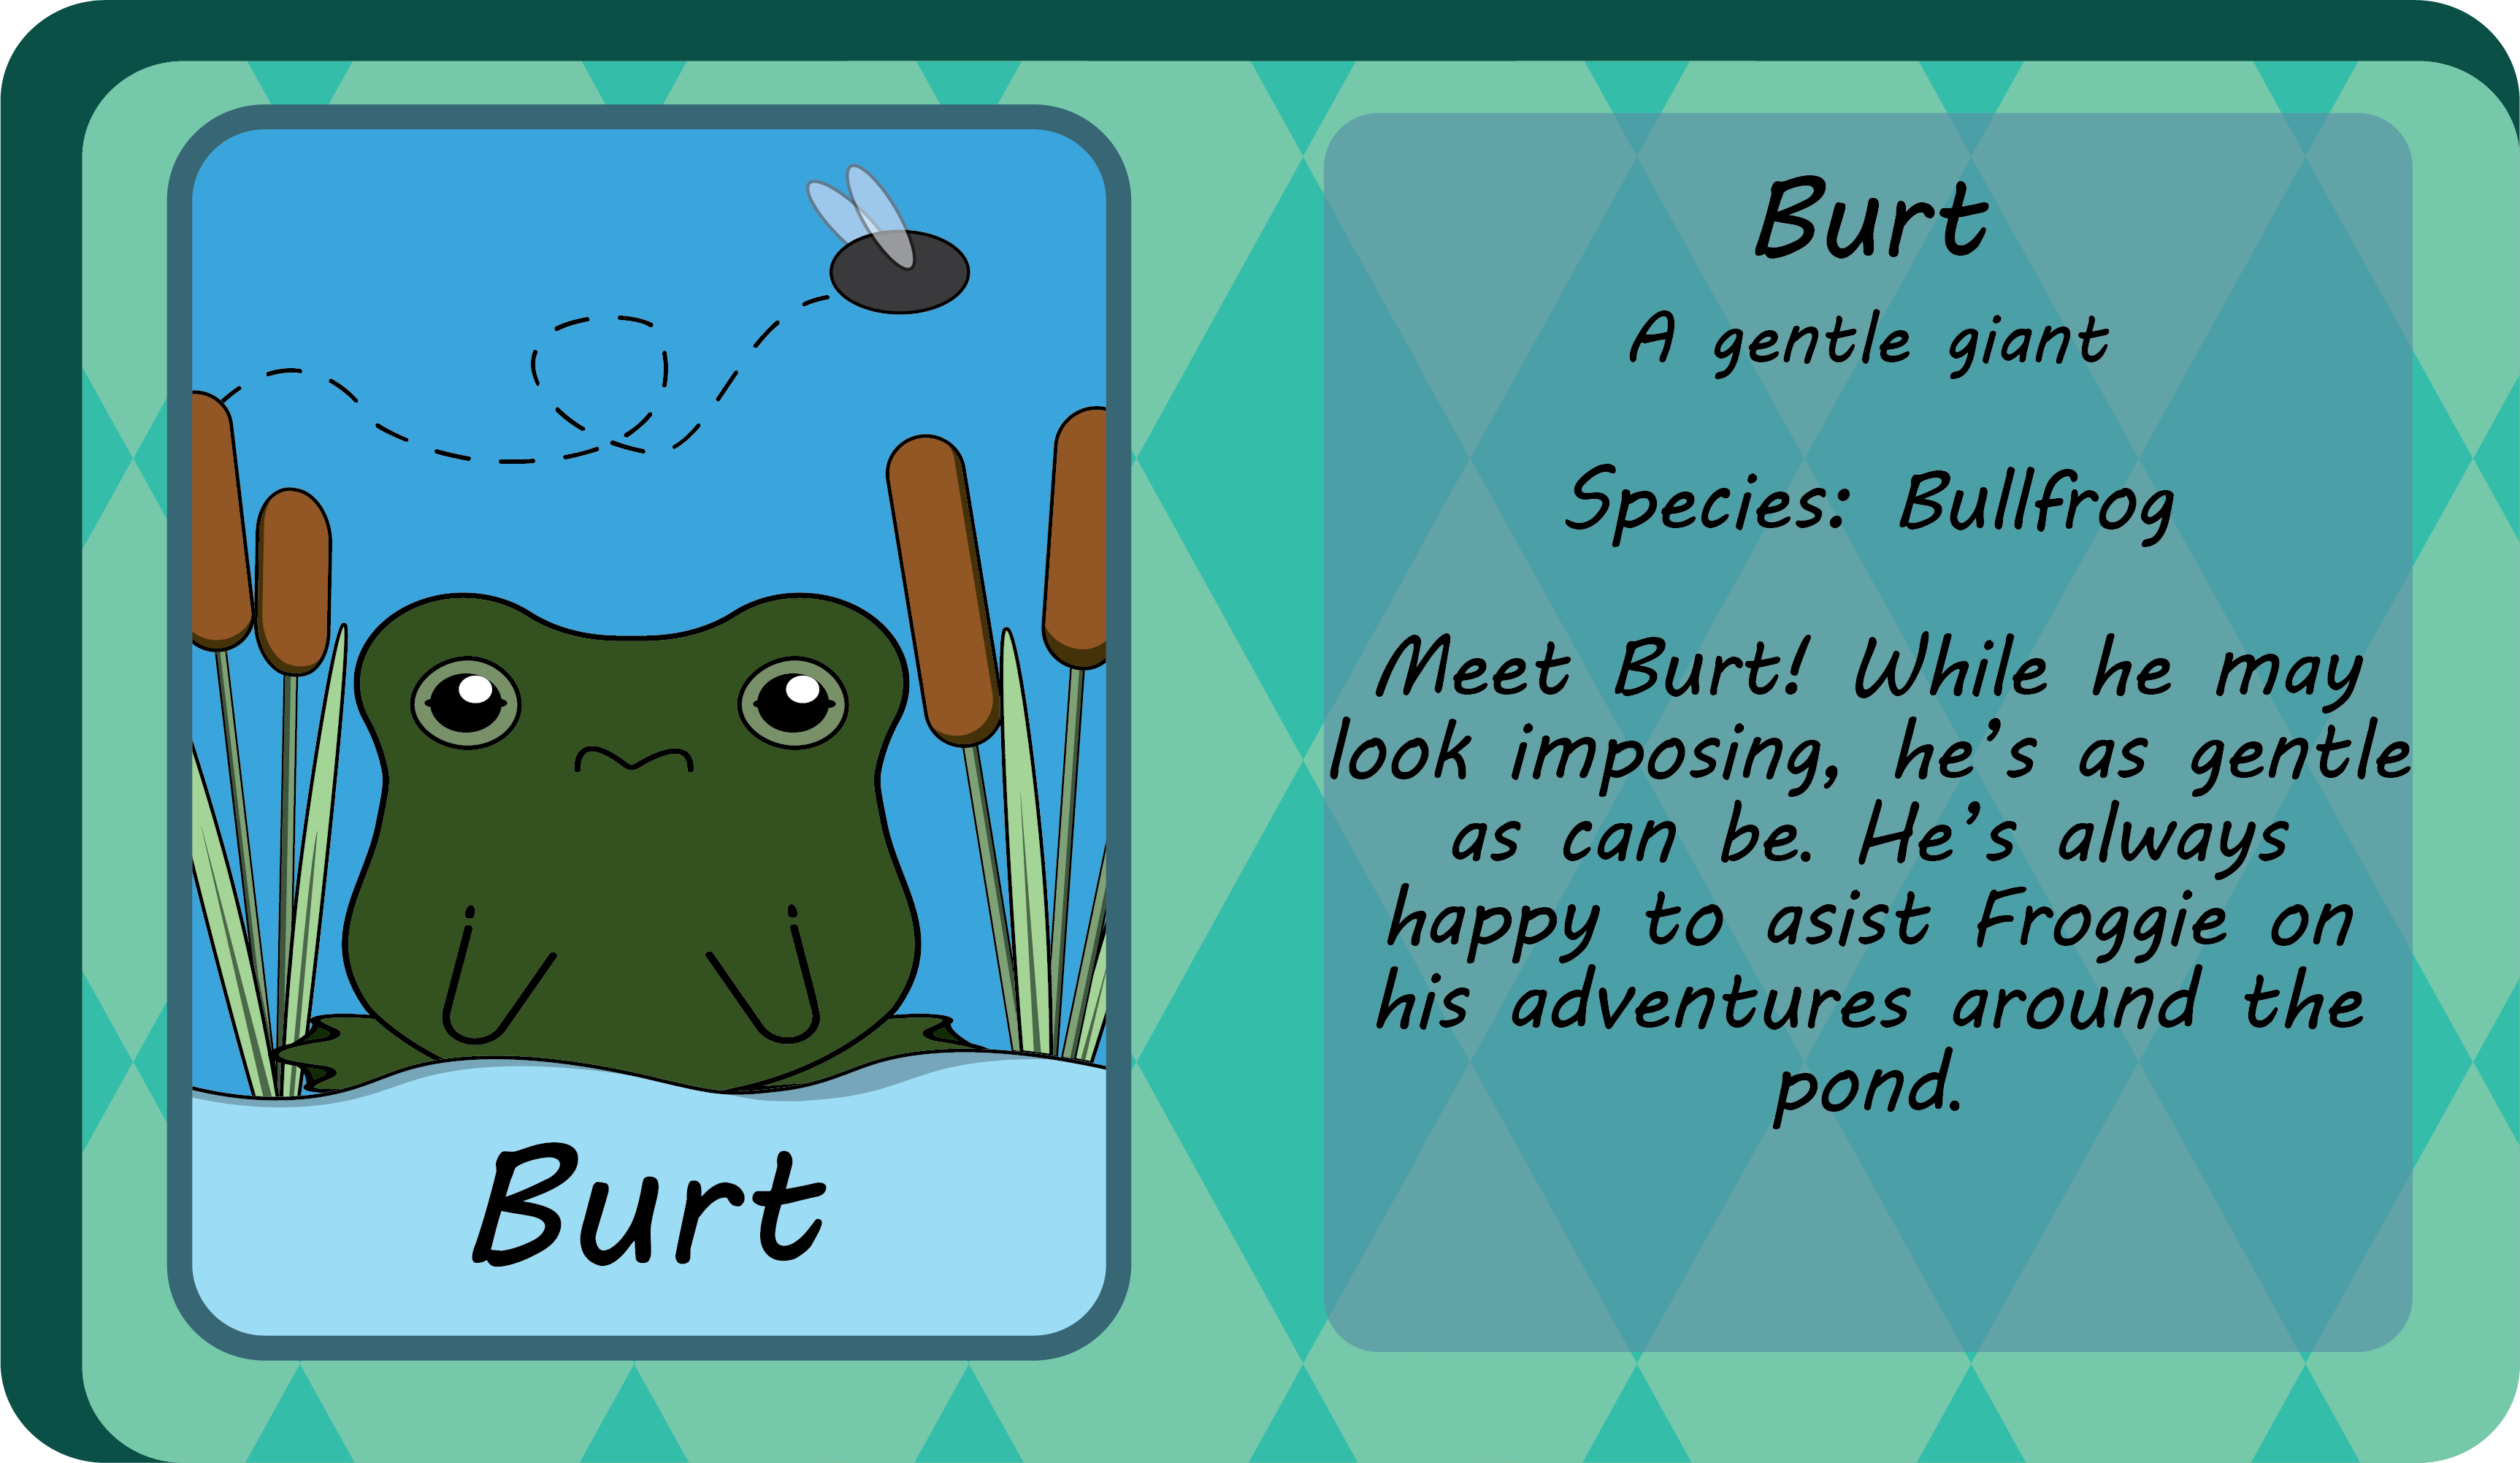 Burt
Burt
A gentle giant
Species: Bullfrog
Meet Burt! While he may
look imposing, he's as gentle
as can be. He's always
happy to asist Froggie on
his adventures around the
pond.